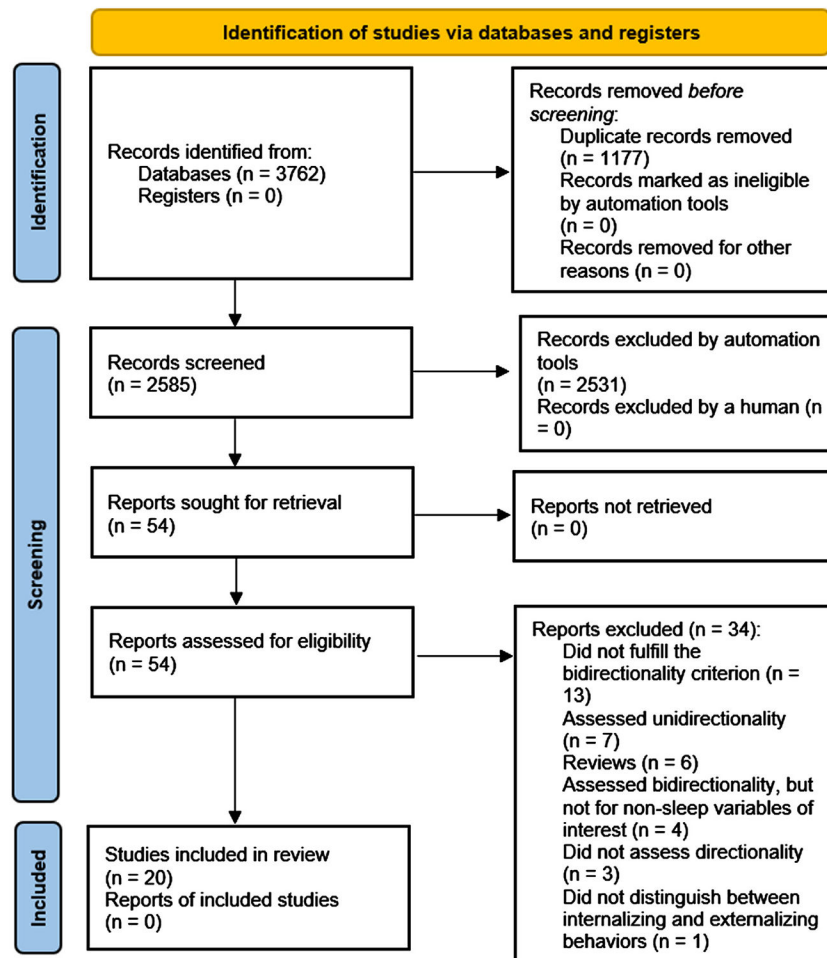 Identification of studies via databases and registers
Identification
Records identified from:
Databases (n = 3762)
Registers (n = 0)
Records removed before
screening:
Duplicate records removed
(n = 1177)
Records marked as ineligible
by automation tools
(n = 0)
Records removed for other
reasons (n = 0)
Screening
Records screened
(n = 2585)
Records excluded by automation
tools
(n = 2531)
Records excluded by a human (n
= 0)
Reports sought for retrieval
(n = 54)
Reports not retrieved
(n = 0)
Reports assessed for eligibility
(n = 54)
Reports excluded (n = 34):
Did not fulfill the
bidirectionality criterion (n =
13)
Assessed unidirectionality
(n = 7)
Reviews (n = 6)
Assessed bidirectionality, but
not for non-sleep variables of
interest (n = 4)
Did not assess directionality
(n = 3)
Did not distinguish between
internalizing and externalizing
behaviors (n = 1)
Included
Studies included in review
(n = 20)
Reports of included studies
(n = 0)